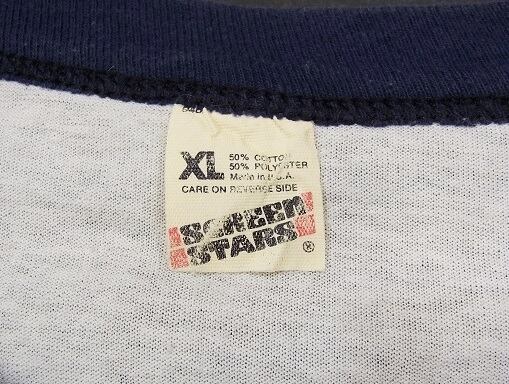 XL 50% COTTON
50% POLYESTER
Made in U.S.A.
CARE ON REVERSE SIDE
SCREEN
STARS
®